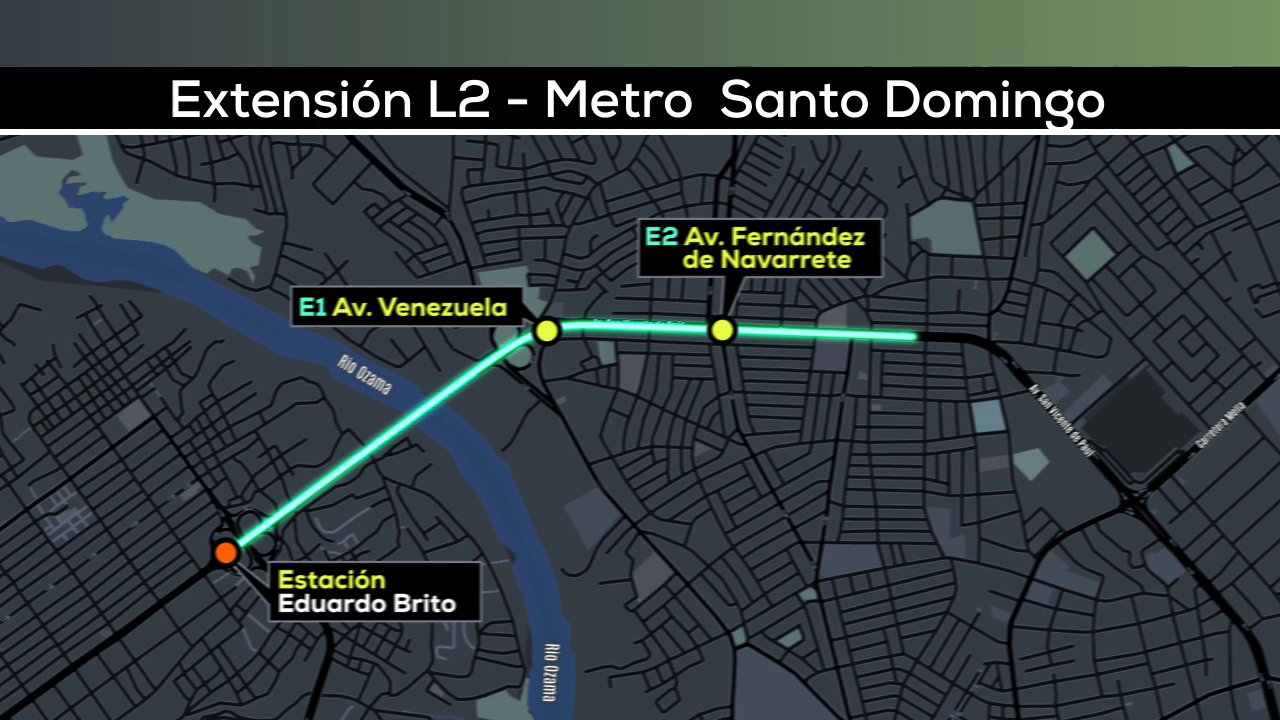 Extensión L2 - Metro Santo Domingo
E2 Av. Fernández
de Navarrete
E1 Av. Venezuela
Río Ozama
Av. San Vicente de Paul
Carretera Mella
Estación
Eduardo Brito
Río Ozama